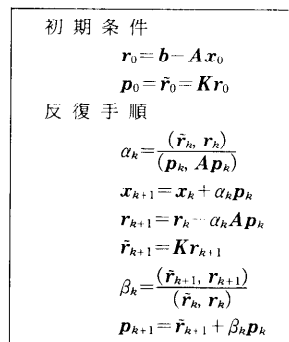 初期条件
r₀=b−Ax₀
p₀=r̃₀=Kr₀
反復手順
αₖ=(r̃ₖ, rₖ)/(pₖ, Apₖ)
xₖ₊₁=xₖ+αₖpₖ
rₖ₊₁=rₖ−αₖApₖ
r̃ₖ₊₁=Krₖ₊₁
βₖ=(r̃ₖ₊₁, rₖ₊₁)/(r̃ₖ, rₖ)
pₖ₊₁=r̃ₖ₊₁+βₖpₖ